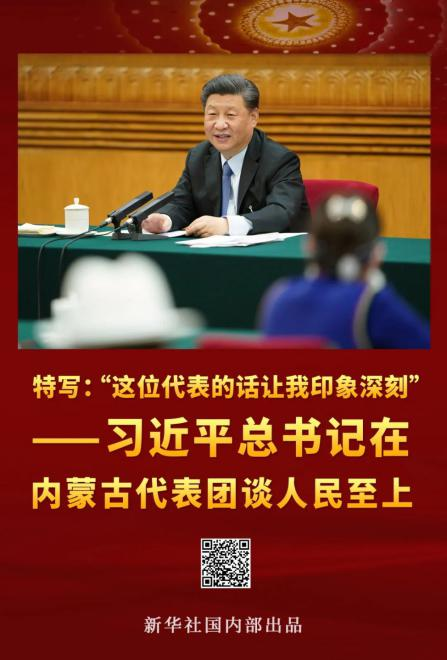 特写：“这位代表的话让我印象深刻”
——习近平总书记在
内蒙古代表团谈人民至上
新华社国内部出品